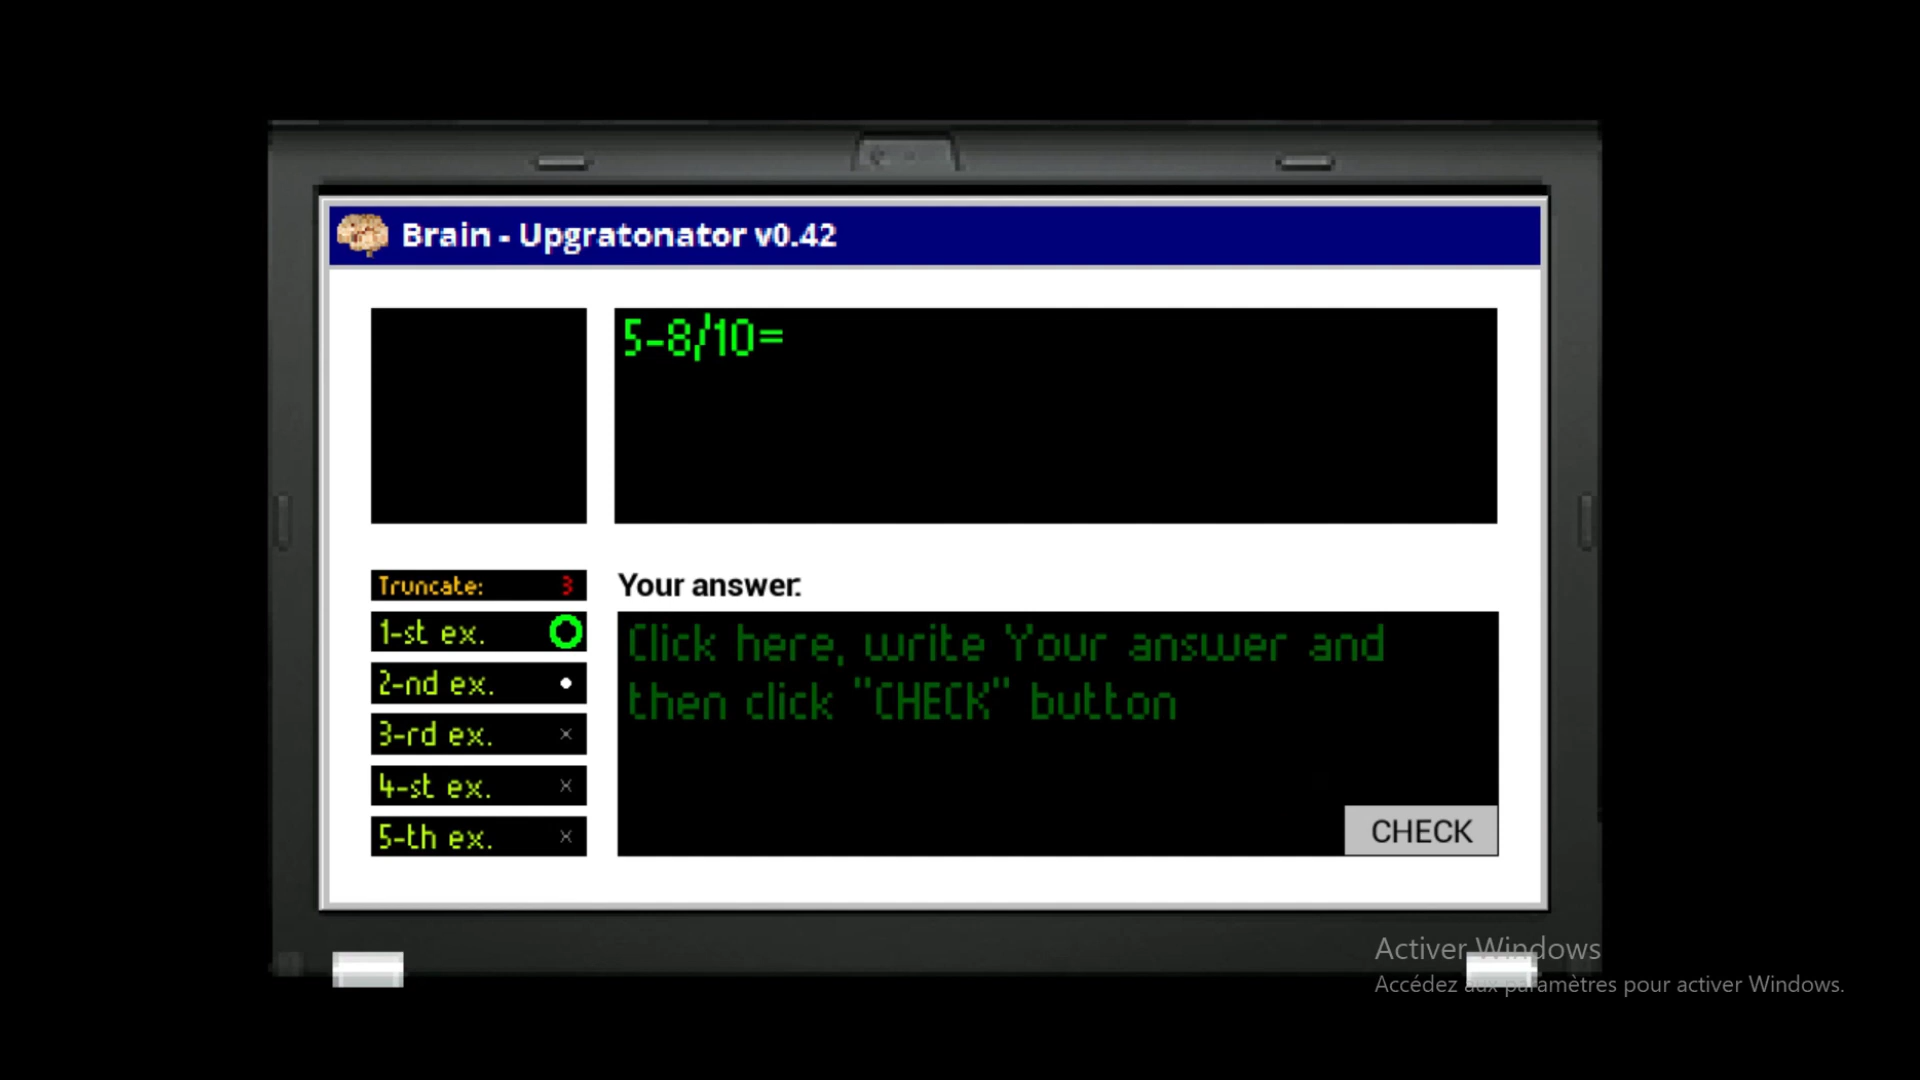 Brain - Upgratonator v0.42
5-8/10=
Truncate: 3
1-st ex.
2-nd ex.
3-rd ex. ×
4-st ex. ×
5-th ex. ×
Your answer:
Click here, write Your answer and
then click "CHECK" button
CHECK
Activer Windows
Accédez aux paramètres pour activer Windows.